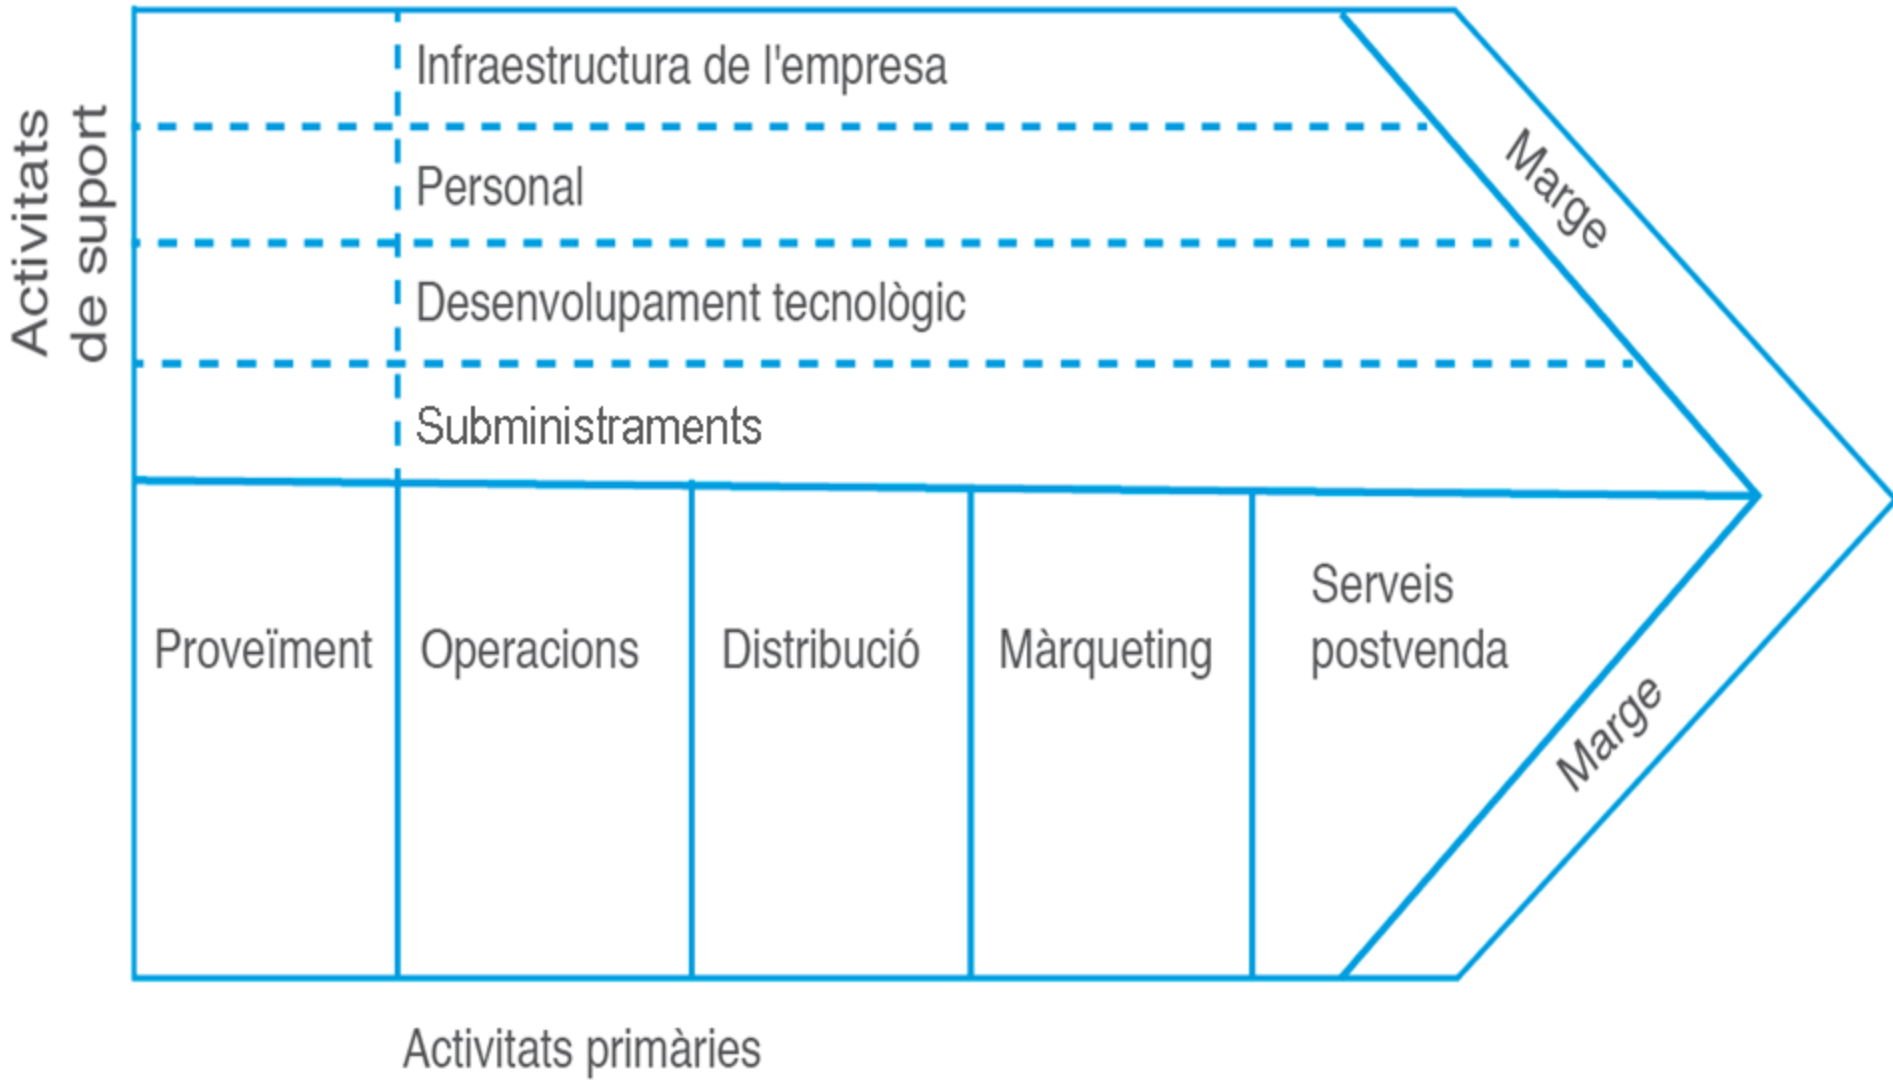 Activitats
de suport
Infraestructura de l'empresa
Personal
Desenvolupament tecnològic
Subministraments
Marge
Proveïment
Operacions
Distribució
Màrqueting
Serveis
postvenda
Marge
Activitats primàries